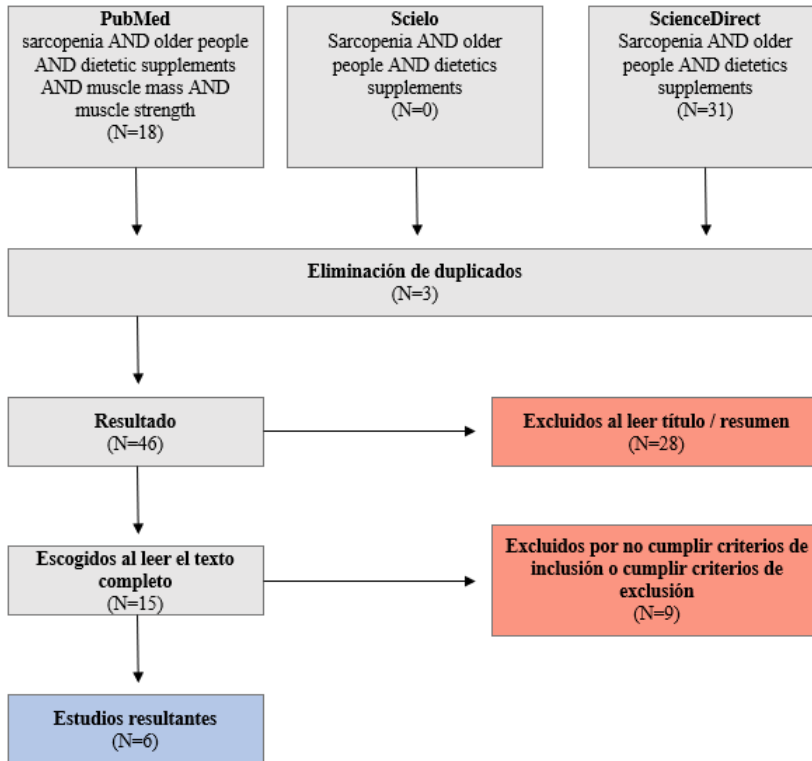 PubMed
sarcopenia AND older people
AND dietetic supplements
AND muscle mass AND
muscle strength
(N=18)
Scielo
Sarcopenia AND older
people AND dietetics
supplements
(N=0)
ScienceDirect
Sarcopenia AND older
people AND dietetics
supplements
(N=31)
Eliminación de duplicados
(N=3)
Resultado
(N=46)
Excluidos al leer título / resumen
(N=28)
Escogidos al leer el texto
completo
(N=15)
Excluidos por no cumplir criterios de
inclusión o cumplir criterios de
exclusión
(N=9)
Estudios resultantes
(N=6)